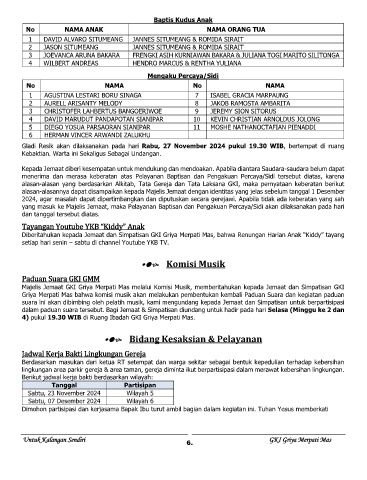 Baptis Kudus Anak
No NAMA ANAK NAMA ORANG TUA
1 DAVID ALVARO SITUMEANG JANNES SITUMEANG & ROMIDA SIRAIT
2 JASON SITUMEANG JANNES SITUMEANG & ROMIDA SIRAIT
3 JOEVANCA ARUNA BAKARA FRENGKI ASIH KURNIAWAN BAKARA & JULIANA TOGI MARITO SILITONGA
4 WILBERT ANDREAS HENDRO MARCUS & RENTHA YULIANA
Mengaku Percaya/Sidi
No NAMA No NAMA
1 AGUSTINA LESTARI BORU SINAGA 7 ISABEL GRACIA MARPAUNG
2 AURELL ARISANTY MELODY 8 JAKOB RAMOSTA AMBARITA
3 CHRISTOFER LAHFERTUS BANGGERIWOE 9 JEREMY SION SITORUS
4 DAVID MARUDUT PANDAPOTAN SIANIPAR 10 KEVIN CHRISTIAN ARNOLDUS JOLONG
5 DIEGO YOSUA PARSAORAN SIANIPAR 11 MOSHE NATHANOCTAFIAN PIENADDI
6 HERMAN VINCER ARWANDI ZALUKHU
Gladi Resik akan dilaksanakan pada hari Rabu, 27 November 2024 pukul 19.30 WIB, bertempat di ruang
Kebaktian. Warta ini Sekaligus Sebagai Undangan.
Kepada Jemaat diberi kesempatan untuk mendukung dan mendoakan. Apabila diantara Saudara-saudara belum dapat
menerima dan merasa keberatan atas Pelayanan Baptisan dan Pengakuan Percaya/Sidi tersebut diatas, karena
alasan-alasan yang berdasarkan Alkitab, Tata Gereja dan Tata Laksana GKI, maka pernyataan keberatan berikut
alasan-alasannya dapat disampaikan kepada Majelis Jemaat dengan identitas yang jelas sebelum tanggal 1 Desember
2024, agar masalah dapat dipertimbangkan dan diputuskan secara gerejawi. Apabila tidak ada keberatan yang sah
yang masuk ke Majelis Jemaat, maka Pelayanan Baptisan dan Pengakuan Percaya/Sidi akan dilaksanakan pada hari
dan tanggal tersebut diatas.
Tayangan Youtube YKB "Kiddy" Anak
Diberitahukan kepada Jemaat dan Simpatisan GKI Griya Merpati Mas, bahwa Renungan Harian Anak "Kiddy" tayang
setiap hari senin – sabtu di channel Youtube YKB TV.
Komisi Musik
Paduan Suara GKI GMM
Majelis Jemaat GKI Griya Merpati Mas melalui Komisi Musik, memberitahukan kepada Jemaat dan Simpatisan GKI
Griya Merpati Mas bahwa komisi musik akan melakukan pembentukan kembali Paduan Suara dan kegiatan paduan
suara ini akan dibimbing oleh pelatih musik, kami mengundang kepada Jemaat dan Simpatisan untuk berpartisipasi
dalam paduan suara tersebut. Bagi Jemaat & Simpatisan diundang untuk hadir pada hari Selasa (Minggu ke 2 dan
4) pukul 19.30 WIB di Ruang Ibadah GKI Griya Merpati Mas.
Bidang Kesaksian & Pelayanan
Jadwal Kerja Bakti Lingkungan Gereja
Berdasarkan masukan dari ketua RT setempat dan warga sekitar sebagai bentuk kepedulian terhadap kebersihan
lingkungan area parkir gereja & area taman, gereja diminta ikut berpartisipasi dalam merawat kebersihan lingkungan.
Berikut jadwal kerja bakti berdasarkan wilayah:
Tanggal Partisipan
Sabtu, 23 November 2024 Wilayah 5
Sabtu, 07 Desember 2024 Wilayah 6
Dimohon partisipasi dan kerjasama Bapak Ibu turut ambil bagian dalam kegiatan ini. Tuhan Yesus memberkati
Untuk Kalangan Sendiri 6. GKI Griya Merpati Mas